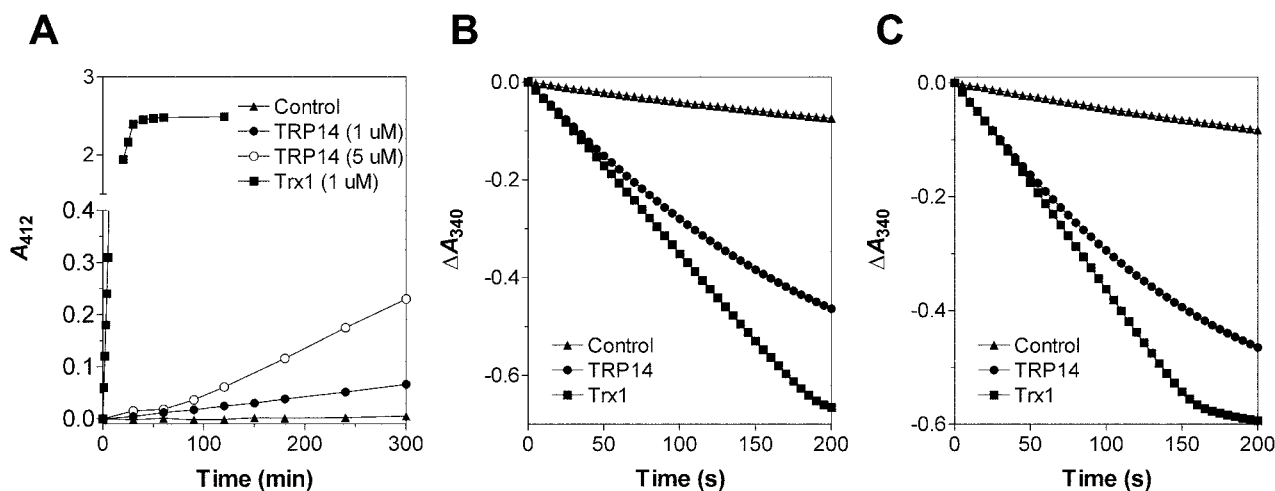 A
3
2
0.4
0.3
0.2
0.1
0.0
A412
Control
TRP14 (1 uM)
TRP14 (5 uM)
Trx1 (1 uM)
0
100
200
300
Time (min)
B
0.0
-0.2
-0.4
-0.6
ΔA340
Control
TRP14
Trx1
0
50
100
150
200
Time (s)
C
0.0
-0.2
-0.4
-0.6
ΔA340
Control
TRP14
Trx1
0
50
100
150
200
Time (s)